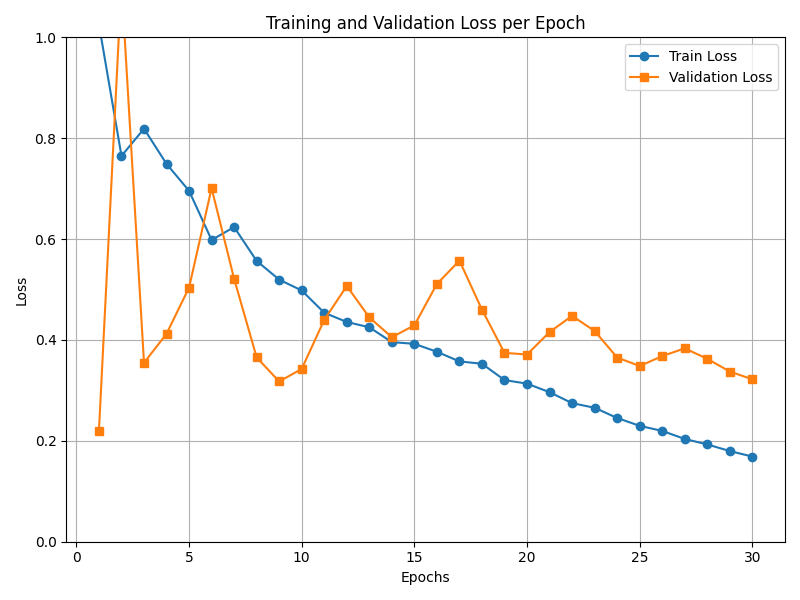 Training and Validation Loss per Epoch
Train Loss
Validation Loss
1.0
0.8
0.6
0.4
0.2
0.0
Loss
0 5 10 15 20 25 30
Epochs